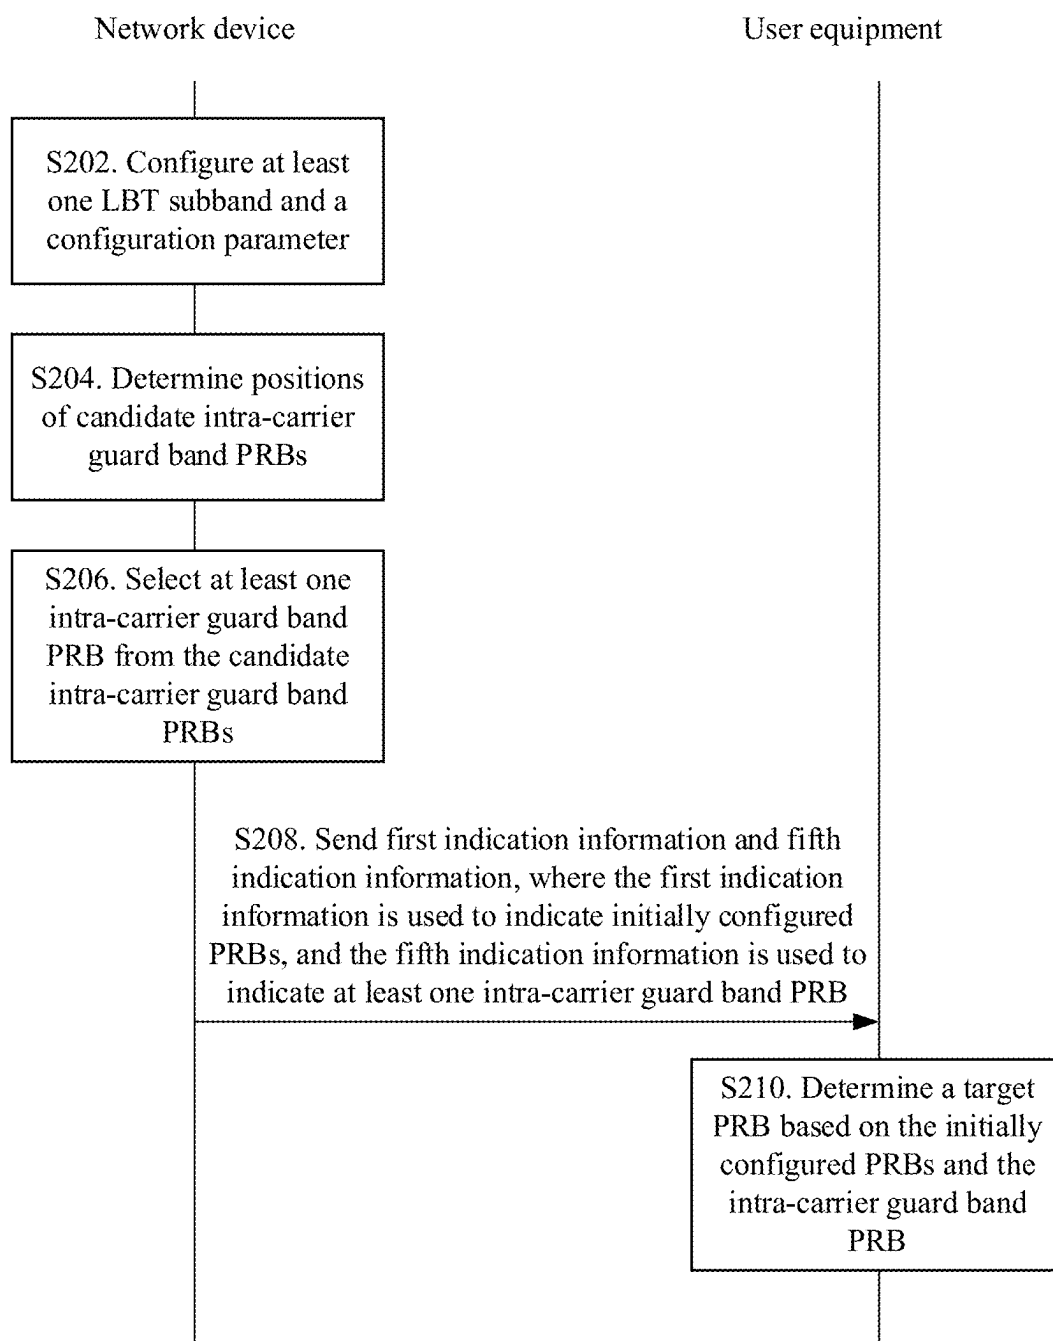 Network device
User equipment
S202. Configure at least
one LBT subband and a
configuration parameter
S204. Determine positions
of candidate intra-carrier
guard band PRBs
S206. Select at least one
intra-carrier guard band
PRB from the candidate
intra-carrier guard band
PRBs
S208. Send first indication information and fifth
indication information, where the first indication
information is used to indicate initially configured
PRBs, and the fifth indication information is used to
indicate at least one intra-carrier guard band PRB
S210. Determine a target
PRB based on the initially
configured PRBs and the
intra-carrier guard band
PRB